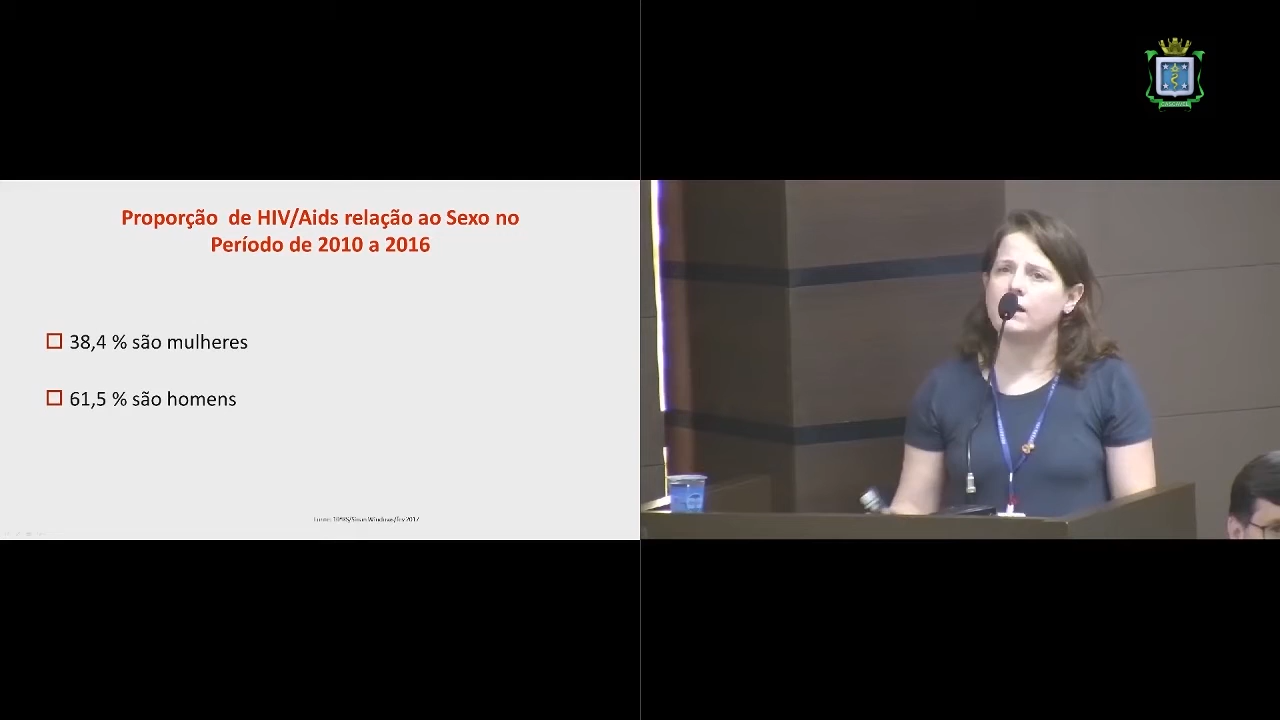 Proporção de HIV/Aids relação ao Sexo no
Período de 2010 a 2016
38,4 % são mulheres
61,5 % são homens
CASCAVEL